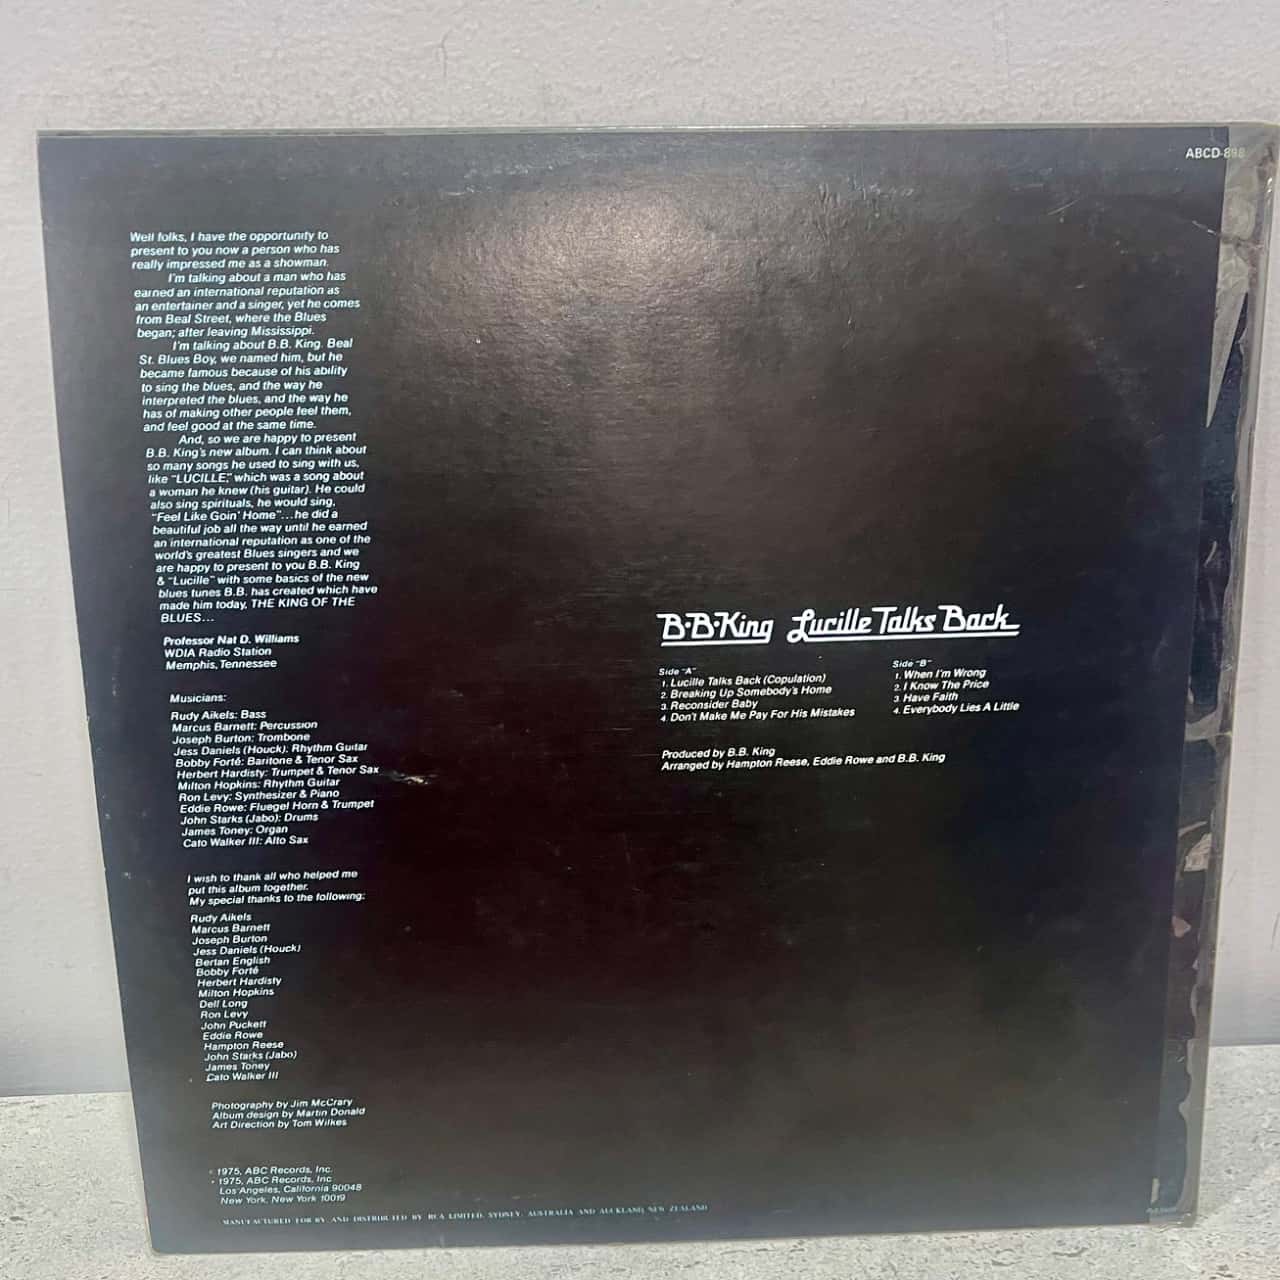 ABCD-898
Well folks, I have the opportunity to
present to you now a person who has
really impressed me as a showman.
I'm talking about a man who has
earned an international reputation as
an entertainer and a singer, yet he comes
from Beal Street, where the Blues
began; after leaving Mississippi.
I'm talking about B.B. King. Beal
St. Blues Boy, we named him, but he
became famous because of his ability
to sing the blues, and the way he
interpreted the blues, and the way he
has of making other people feel them,
and feel good at the same time.
And, so we are happy to present
B.B. King's new album. I can think about
so many songs he used to sing with us,
like "LUCILLE," which was a song about
a woman he knew (his guitar). He could
also sing spirituals, he would sing,
"Feel Like Goin' Home"...he did a
beautiful job all the way until he earned
an international reputation as one of the
world's greatest Blues singers and we
are happy to present to you B.B. King
& "Lucille" with some basics of the new
blues tunes B.B. has created which have
made him today, THE KING OF THE
BLUES...
Professor Nat D. Williams
WDIA Radio Station
Memphis, Tennessee
Musicians:
Rudy Aikels: Bass
Marcus Barnett: Percussion
Joseph Burton: Trombone
Jess Daniels (Houck): Rhythm Guitar
Bobby Forté: Baritone & Tenor Sax
Herbert Hardisty: Trumpet & Tenor Sax
Milton Hopkins: Rhythm Guitar
Ron Levy: Synthesizer & Piano
Eddie Rowe: Fluegel Horn & Trumpet
John Starks (Jabo): Drums
James Toney: Organ
Cato Walker III: Alto Sax
I wish to thank all who helped me
put this album together.
My special thanks to the following:
Rudy Aikels
Marcus Barnett
Joseph Burton
Jess Daniels (Houck)
Bertan English
Bobby Forté
Herbert Hardisty
Milton Hopkins
Dell Long
Ron Levy
John Puckett
Eddie Rowe
Hampton Reese
John Starks (Jabo)
James Toney
Cato Walker III
Photography by Jim McCrary
Album design by Martin Donald
Art Direction by Tom Wilkes
1975, ABC Records, Inc.
1975, ABC Records, Inc
Los Angeles, California 90048
New York, New York 10019
MANUFACTURED FOR BY AND DISTRIBUTED BY RCA LIMITED. SYDNEY. AUSTRALIA AND AUCKLAND, NEW ZEALAND
B·B·King Lucille Talks Back
Side "A"
1. Lucille Talks Back (Copulation)
2. Breaking Up Somebody's Home
3. Reconsider Baby
4. Don't Make Me Pay For His Mistakes
Side "B"
1. When I'm Wrong
2. I Know The Price
3. Have Faith
4. Everybody Lies A Little
Produced by B.B. King
Arranged by Hampton Reese, Eddie Rowe and B.B. King